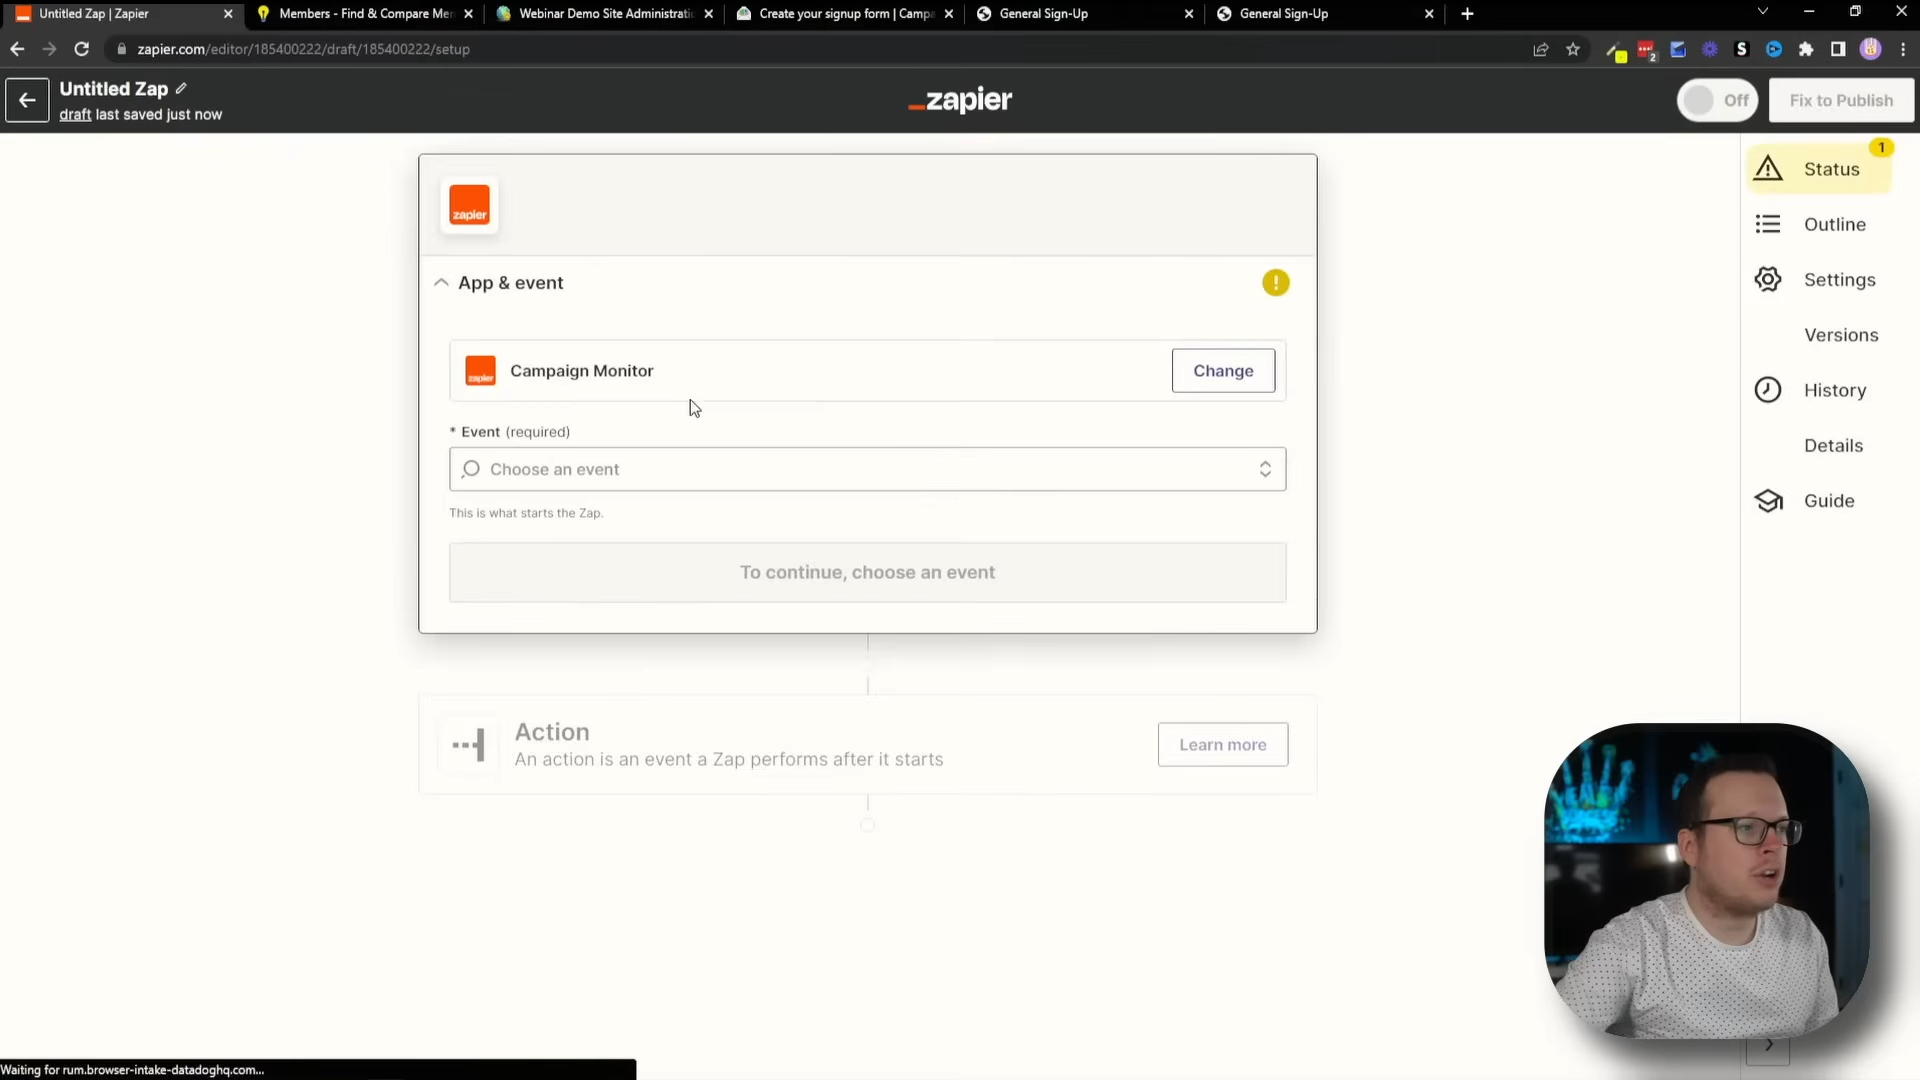 Untitled Zap | Zapier
Members - Find & Compare Mem
Webinar Demo Site Administrati
Create your signup form | Campa
General Sign-Up
General Sign-Up
zapier.com/editor/185400222/draft/185400222/setup
2
S
Untitled Zap
draft last saved just now
_zapier
Off
Fix to Publish
zapier
App & event
!
zapier
Campaign Monitor
Change
* Event (required)
Choose an event
This is what starts the Zap.
To continue, choose an event
Action
An action is an event a Zap performs after it starts
Learn more
1
Status
Outline
Settings
Versions
History
Details
Guide
Waiting for rum.browser-intake-datadoghq.com...